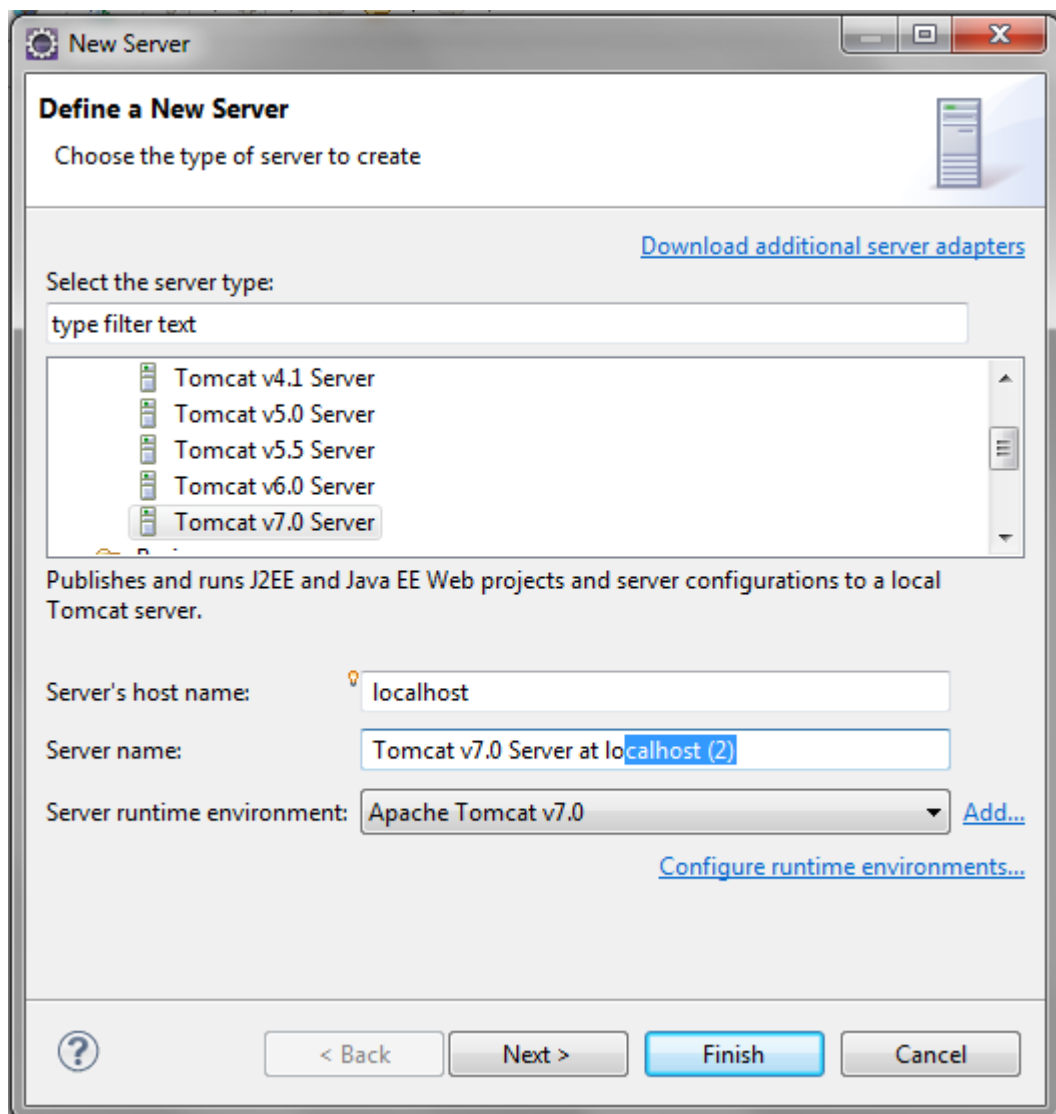 New Server
Define a New Server
Choose the type of server to create
Download additional server adapters
Select the server type:
type filter text
Tomcat v4.1 Server
Tomcat v5.0 Server
Tomcat v5.5 Server
Tomcat v6.0 Server
Tomcat v7.0 Server
Publishes and runs J2EE and Java EE Web projects and server configurations to a local
Tomcat server.
Server's host name: localhost
Server name: Tomcat v7.0 Server at localhost (2)
Server runtime environment: Apache Tomcat v7.0 Add...
Configure runtime environments...
< Back Next > Finish Cancel